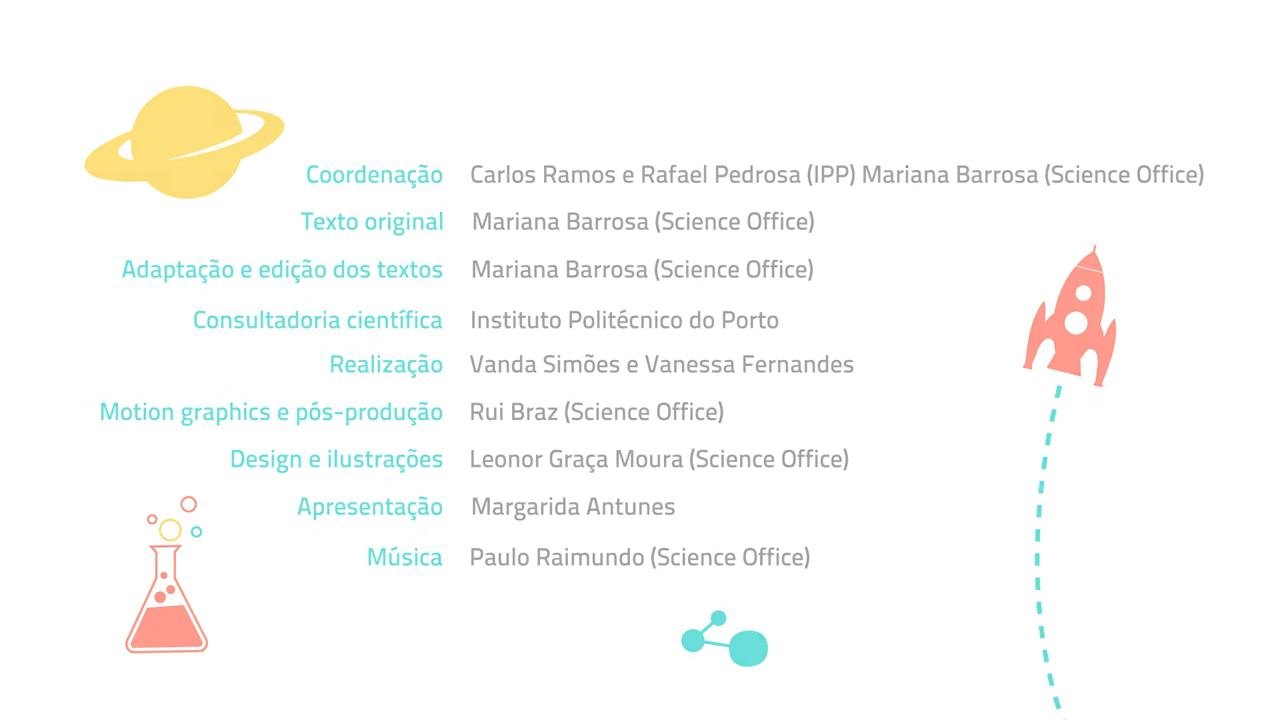 Coordenação Carlos Ramos e Rafael Pedrosa (IPP) Mariana Barrosa (Science Office)
Texto original Mariana Barrosa (Science Office)
Adaptação e edição dos textos Mariana Barrosa (Science Office)
Consultadoria científica Instituto Politécnico do Porto
Realização Vanda Simões e Vanessa Fernandes
Motion graphics e pós-produção Rui Braz (Science Office)
Design e ilustrações Leonor Graça Moura (Science Office)
Apresentação Margarida Antunes
Música Paulo Raimundo (Science Office)